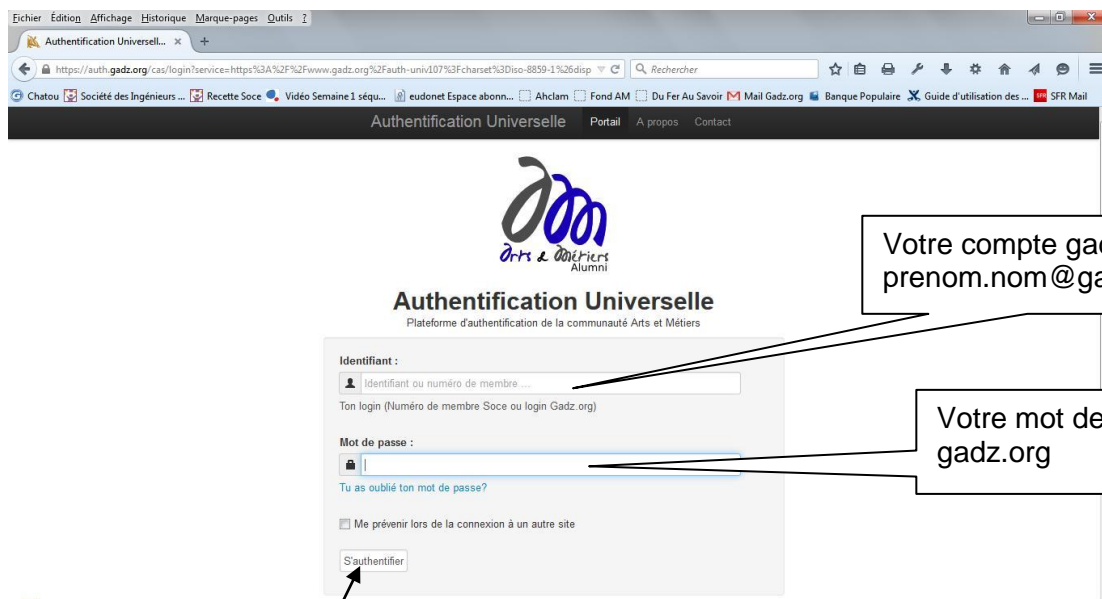 Eichier Édition Affichage Historique Marque-pages Outils ?
Authentification Universell... × +
https://auth.gadz.org/cas/login?service=https%3A%2F%2Fwww.gadz.org%2Fauth-univ107%3Fcharset%3Diso-8859-1%26disp Rechercher
Chatou Société des Ingénieurs ... Recette Soce Vidéo Semaine 1 séqu... eudonet Espace abonn... Ahclam Fond AM Du Fer Au Savoir Mail Gadz.org Banque Populaire Guide d'utilisation des ... SFR SFR Mail
Authentification Universelle Portail A propos Contact
Arts & Métiers
Alumni
Votre compte gad
prenom.nom@ga
Authentification Universelle
Plateforme d'authentification de la communauté Arts et Métiers
Identifiant :
Identifiant ou numéro de membre ...
Ton login (Numéro de membre Soce ou login Gadz.org)
Votre mot de
gadz.org
Mot de passe :
Tu as oublié ton mot de passe?
Me prévenir lors de la connexion à un autre site
S'authentifier